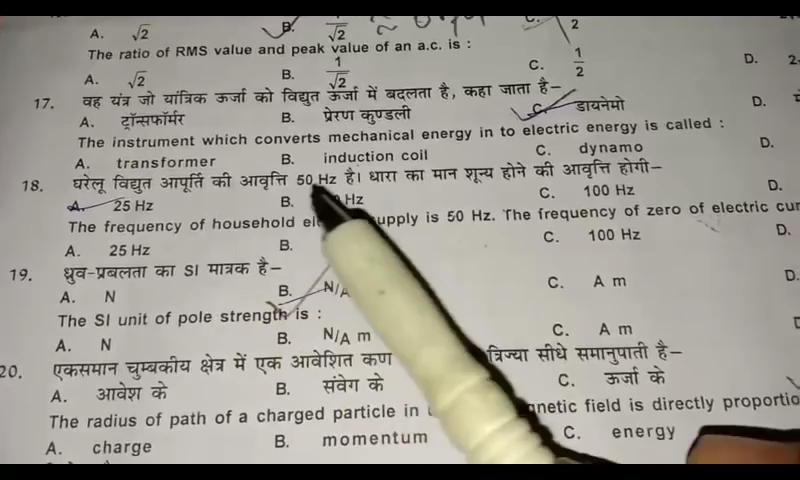 A. √2 B. 1/√2 C. 2
The ratio of RMS value and peak value of an a.c. is :
A. √2 B. 1/√2 C. 1/2 D. 2
17. वह यंत्र जो यांत्रिक ऊर्जा को विद्युत ऊर्जा में बदलता है, कहा जाता है–
A. ट्रॉन्सफॉर्मर B. प्रेरण कुण्डली C. डायनेमो D.
The instrument which converts mechanical energy in to electric energy is called :
A. transformer B. induction coil C. dynamo D.
18. घरेलू विद्युत आपूर्ति की आवृत्ति 50 Hz है। धारा का मान शून्य होने की आवृत्ति होगी–
A. 25 Hz B. Hz C. 100 Hz D.
The frequency of household supply is 50 Hz. The frequency of zero of electric
A. 25 Hz B. C. 100 Hz D.
19. ध्रुव-प्रबलता का SI मात्रक है–
A. N B. N/A C. A m D.
The SI unit of pole strength is :
A. N B. N/A m C. A m
20. एकसमान चुम्बकीय क्षेत्र में एक आवेशित कण त्रिज्या सीधे समानुपाती है–
A. आवेश के B. संवेग के C. ऊर्जा के
The radius of path of a charged particle in field is directly
A. charge B. momentum C. energy